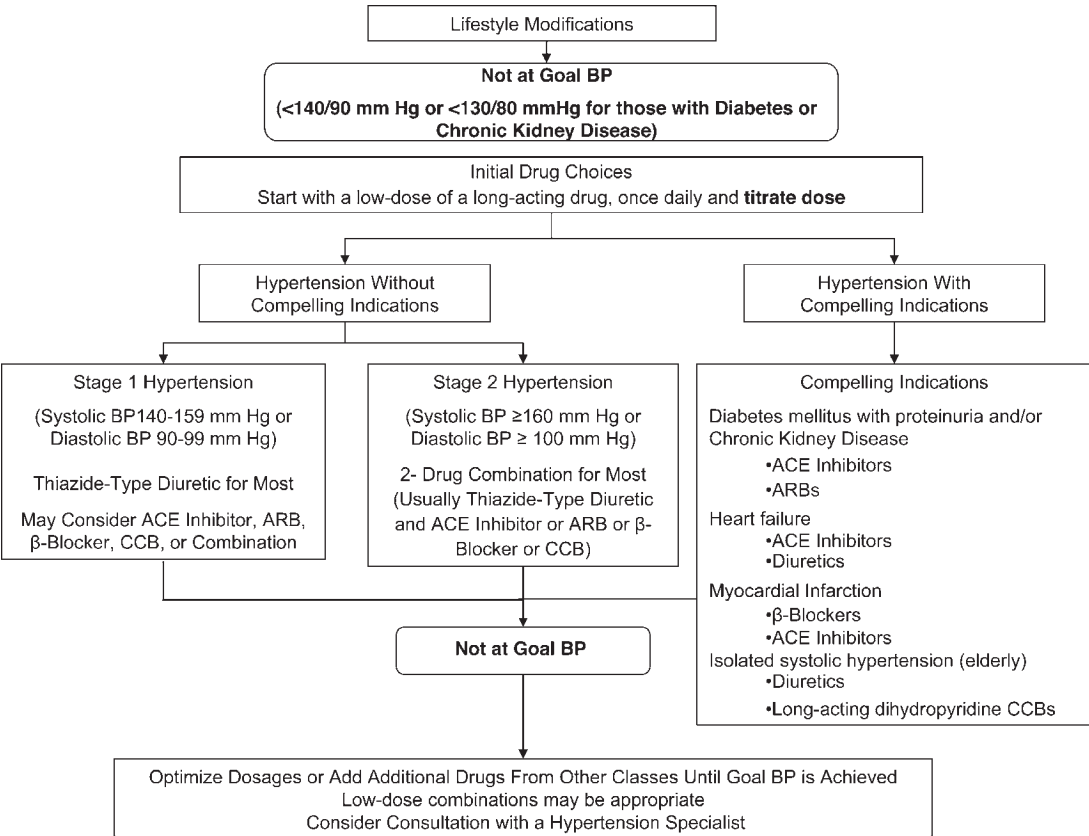 Lifestyle Modifications
Not at Goal BP
(<140/90 mm Hg or <130/80 mmHg for those with Diabetes or
Chronic Kidney Disease)
Initial Drug Choices
Start with a low-dose of a long-acting drug, once daily and titrate dose
Hypertension Without
Compelling Indications
Hypertension With
Compelling Indications
Stage 1 Hypertension
(Systolic BP140-159 mm Hg or
Diastolic BP 90-99 mm Hg)
Thiazide-Type Diuretic for Most
May Consider ACE Inhibitor, ARB,
β-Blocker, CCB, or Combination
Stage 2 Hypertension
(Systolic BP ≥160 mm Hg or
Diastolic BP ≥ 100 mm Hg)
2- Drug Combination for Most
(Usually Thiazide-Type Diuretic
and ACE Inhibitor or ARB or β-
Blocker or CCB)
Compelling Indications
Diabetes mellitus with proteinuria and/or
Chronic Kidney Disease
•ACE Inhibitors
•ARBs
Heart failure
•ACE Inhibitors
•Diuretics
Myocardial Infarction
•β-Blockers
•ACE Inhibitors
Isolated systolic hypertension (elderly)
•Diuretics
•Long-acting dihydropyridine CCBs
Not at Goal BP
Optimize Dosages or Add Additional Drugs From Other Classes Until Goal BP is Achieved
Low-dose combinations may be appropriate
Consider Consultation with a Hypertension Specialist